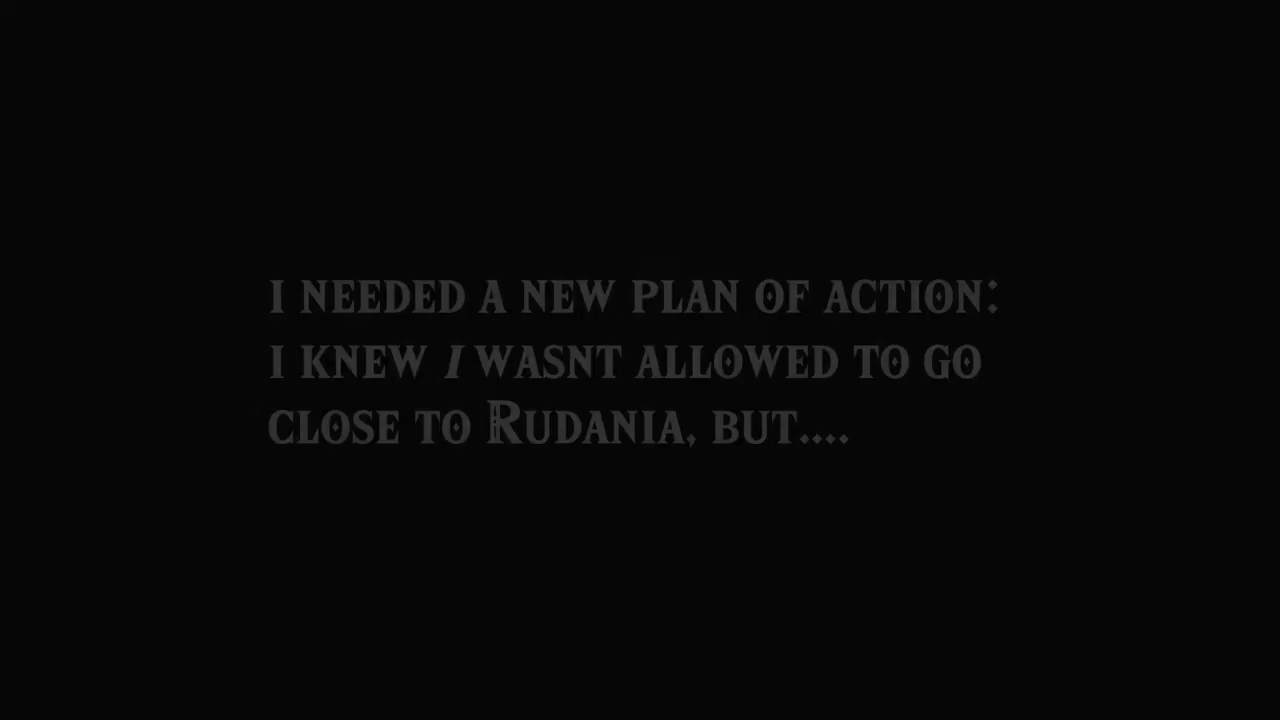 I NEEDED A NEW PLAN OF ACTION:
I KNEW I WASNT ALLOWED TO GO
CLOSE TO RUDANIA, BUT....